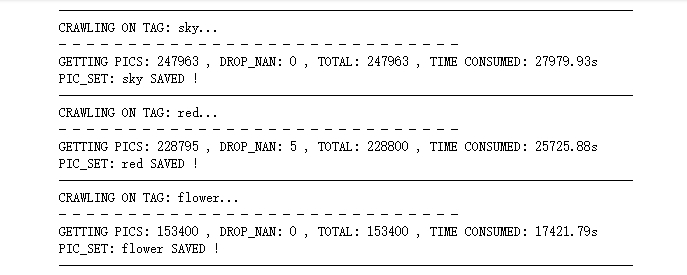 CRAWLING ON TAG: sky...
- - - - - - - - - - - - - - - - - - - - - - - - - - - - - - -
GETTING PICS: 247963 , DROP_NAN: 0 , TOTAL: 247963 , TIME CONSUMED: 27979.93s
PIC_SET: sky SAVED !
CRAWLING ON TAG: red...
- - - - - - - - - - - - - - - - - - - - - - - - - - - - - - -
GETTING PICS: 228795 , DROP_NAN: 5 , TOTAL: 228800 , TIME CONSUMED: 25725.88s
PIC_SET: red SAVED !
CRAWLING ON TAG: flower...
- - - - - - - - - - - - - - - - - - - - - - - - - - - - - - -
GETTING PICS: 153400 , DROP_NAN: 0 , TOTAL: 153400 , TIME CONSUMED: 17421.79s
PIC_SET: flower SAVED !